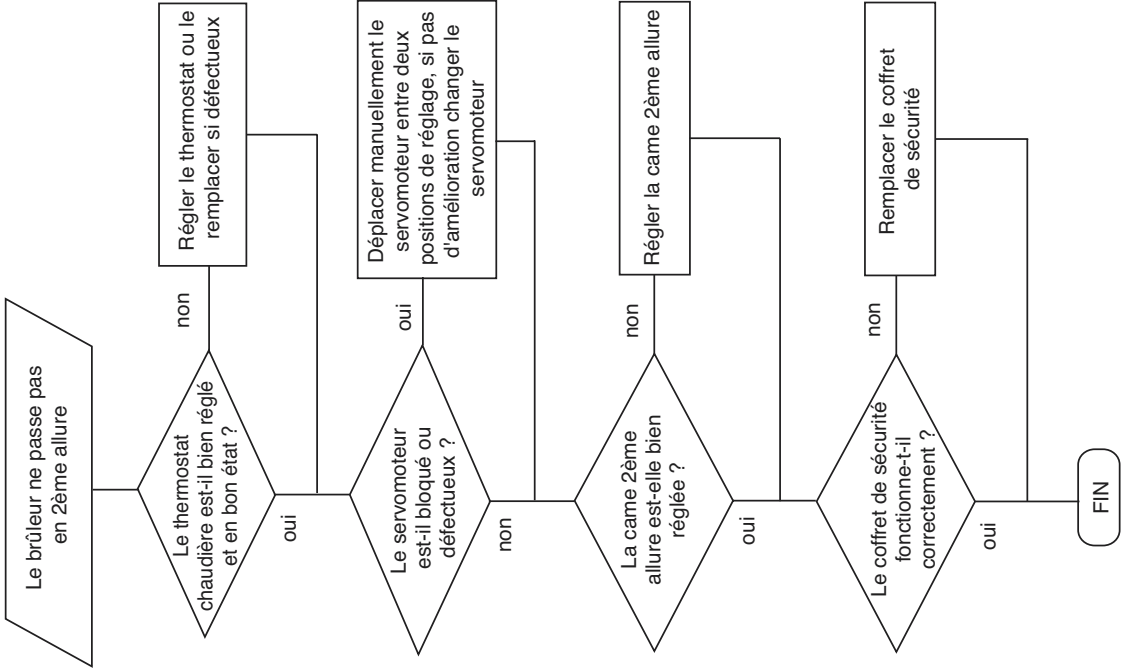 Le brûleur ne passe pas
en 2ème allure
Le thermostat
chaudière est-il bien réglé
et en bon état ?
non
Régler le thermostat ou le
remplacer si défectueux
oui
Le servomoteur
est-il bloqué ou
défectueux ?
oui
Déplacer manuellement le
servomoteur entre deux
positions de réglage, si pas
d'amélioration changer le
servomoteur
non
La came 2ème
allure est-elle bien
réglée ?
non
Régler la came 2ème allure
oui
Le coffret de sécurité
fonctionne-t-il
correctement ?
non
Remplacer le coffret
de sécurité
oui
FIN